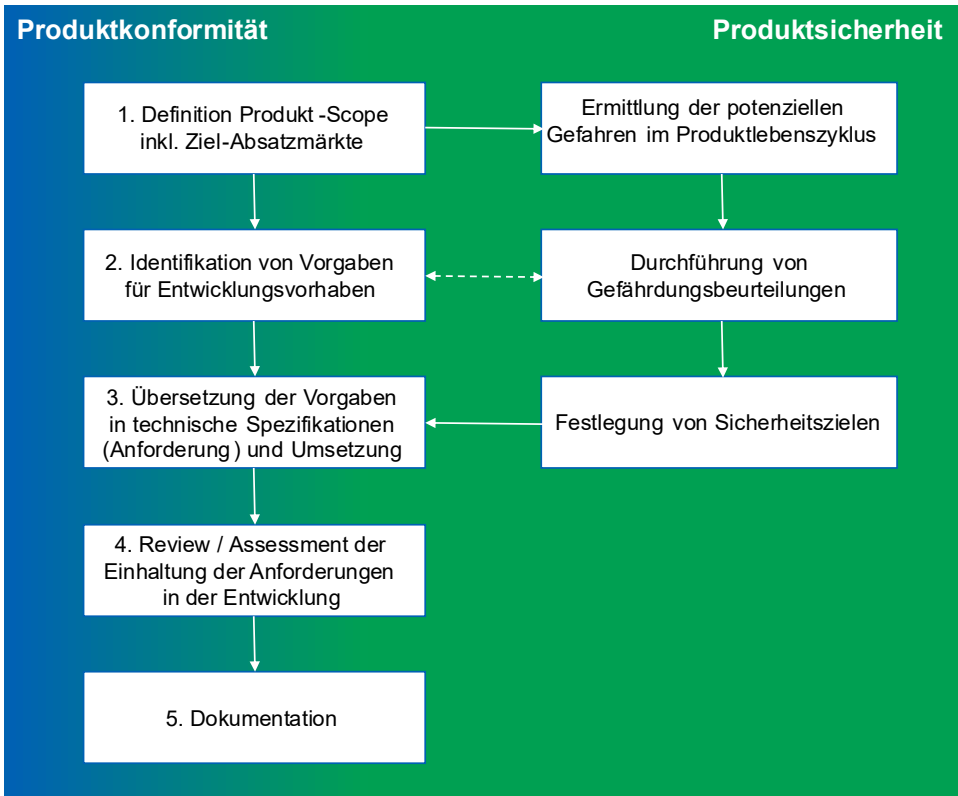 Produktkonformität
Produktsicherheit
1. Definition Produkt -Scope
inkl. Ziel-Absatzmärkte
Ermittlung der potenziellen
Gefahren im Produktlebenszyklus
2. Identifikation von Vorgaben
für Entwicklungsvorhaben
Durchführung von
Gefährdungsbeurteilungen
3. Übersetzung der Vorgaben
in technische Spezifikationen
(Anforderung ) und Umsetzung
Festlegung von Sicherheitszielen
4. Review / Assessment der
Einhaltung der Anforderungen
in der Entwicklung
5. Dokumentation